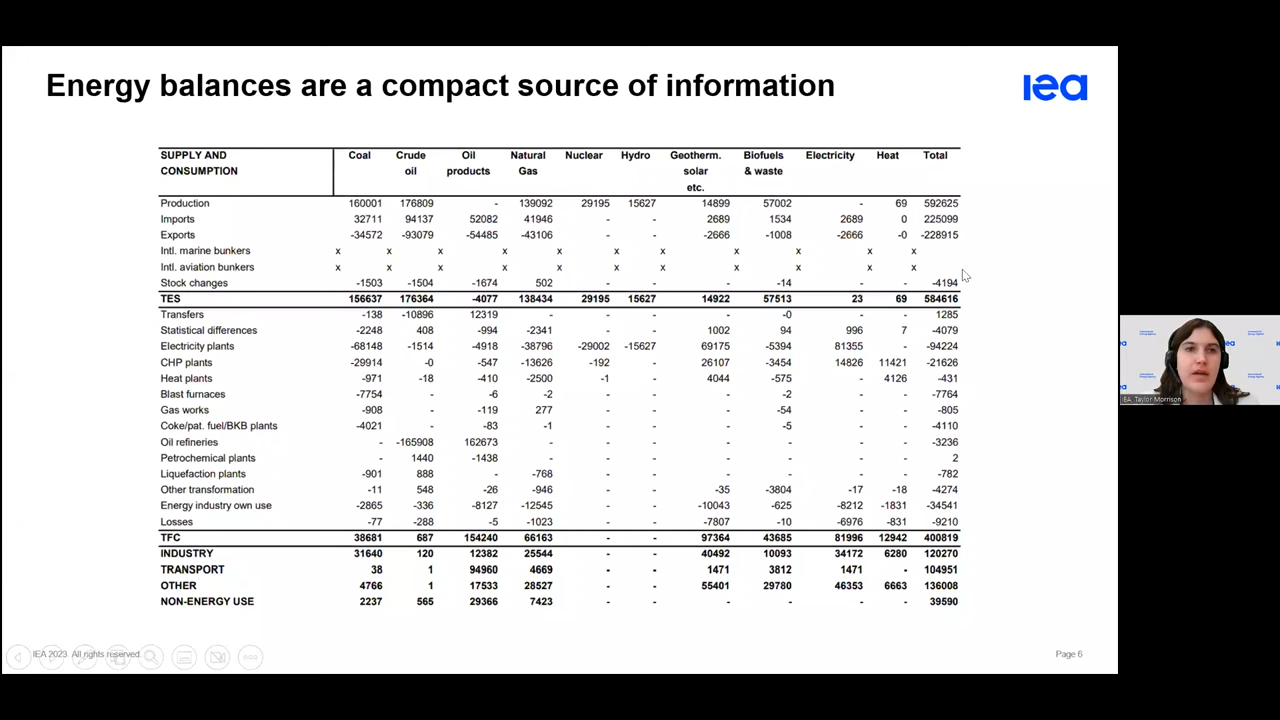 Energy balances are a compact source of information
iea
SUPPLY AND Coal Crude Oil Natural Nuclear Hydro Geotherm. Biofuels Electricity Heat Total
CONSUMPTION oil products Gas solar & waste
etc.
Production 160001 176809 - 139092 29195 15627 14899 57002 - 69 592625
Imports 32711 94137 52082 41946 - - 2689 1534 2689 0 225099
Exports -34572 -93079 -54485 -43106 - - -2666 -1008 -2666 -0 -228915
Intl. marine bunkers x x x x x x x x x x x
Intl. aviation bunkers x x x x x x x x x x x
Stock changes -1503 -1504 -1674 502 - - - -14 - - -4194
TES 156637 176364 -4077 138434 29195 15627 14922 57513 23 69 584616
Transfers -138 -10896 12319 - - - - -0 - - 1285
Statistical differences -2248 408 -994 -2341 - - 1002 94 996 7 -4079
Electricity plants -68148 -1514 -4918 -38796 -29002 -15627 69175 -5394 81355 - -94224
CHP plants -29914 -0 -547 -13626 -192 - 26107 -3454 14826 11421 -21626
Heat plants -971 -18 -410 -2500 -1 - 4044 -575 - 4126 -431
Blast furnaces -7754 - -6 -2 - - - -2 - - -7764
Gas works -908 - -119 277 - - - -54 - - -805
Coke/pat. fuel/BKB plants -4021 - -83 -1 - - - -5 - - -4110
Oil refineries - -165908 162673 - - - - - - - -3236
Petrochemical plants - 1440 -1438 - - - - - - - 2
Liquefaction plants -901 888 - -768 - - - - - - -782
Other transformation -11 548 -26 -946 - - -35 -3804 -17 -18 -4274
Energy industry own use -2865 -336 -8127 -12545 - - -10043 -625 -8212 -1831 -34541
Losses -77 -288 -5 -1023 - - -7807 -10 -6976 -831 -9210
TFC 38681 687 154240 66163 - - 97364 43685 81996 12942 400819
INDUSTRY 31640 120 12382 25544 - - 40492 10093 34172 6280 120270
TRANSPORT 38 1 94960 4669 - - 1471 3812 1471 - 104951
OTHER 4766 1 17533 28527 - - 55401 29780 46353 6663 136008
NON-ENERGY USE 2237 565 29366 7423 - - - - - - 39590
IEA 2023. All rights reserved.
Page 6
IEA, Taylor Morrison